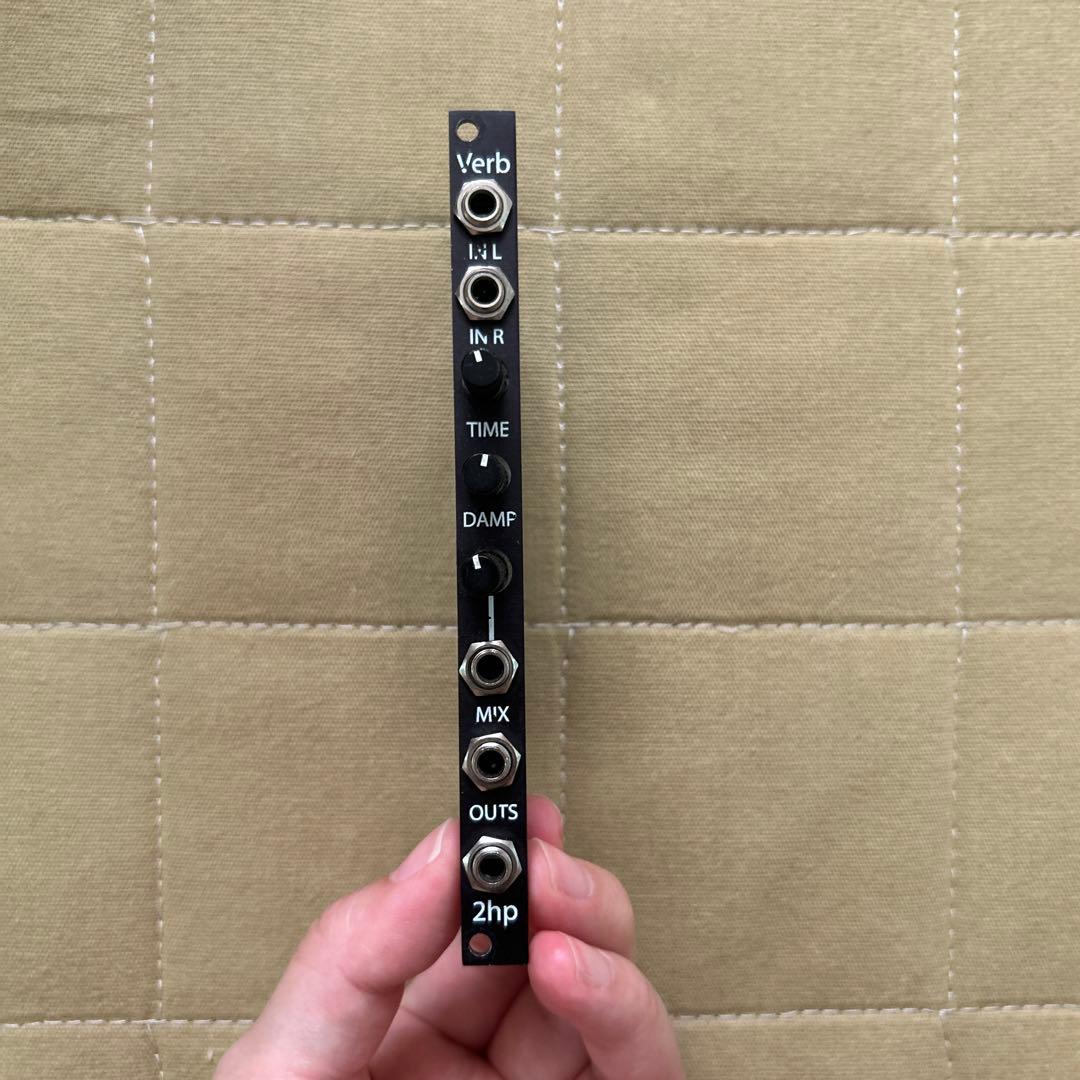 Verb
IN L
IN R
TIME
DAMP
MIX
OUTS
2hp